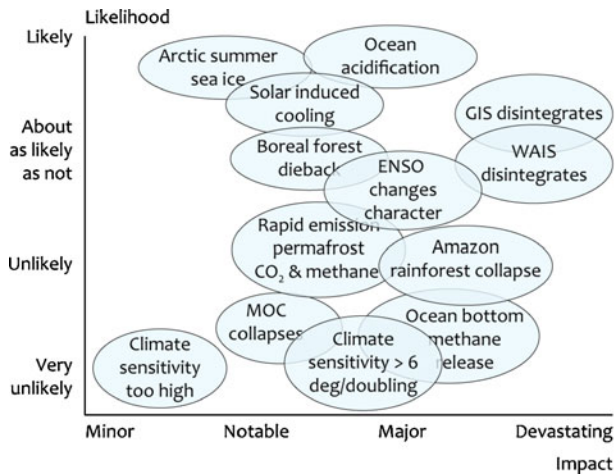 Likelihood
Likely
About
as likely
as not
Unlikely
Very
unlikely
Arctic summer
sea ice
Ocean
acidification
Solar induced
cooling
GIS disintegrates
Boreal forest
dieback
WAIS
disintegrates
ENSO
changes
character
Rapid emission
permafrost
CO₂ & methane
Amazon
rainforest collapse
MOC
collapses
Ocean bottom
methane
release
Climate
sensitivity > 6
deg/doubling
Climate
sensitivity
too high
Minor
Notable
Major
Devastating
Impact